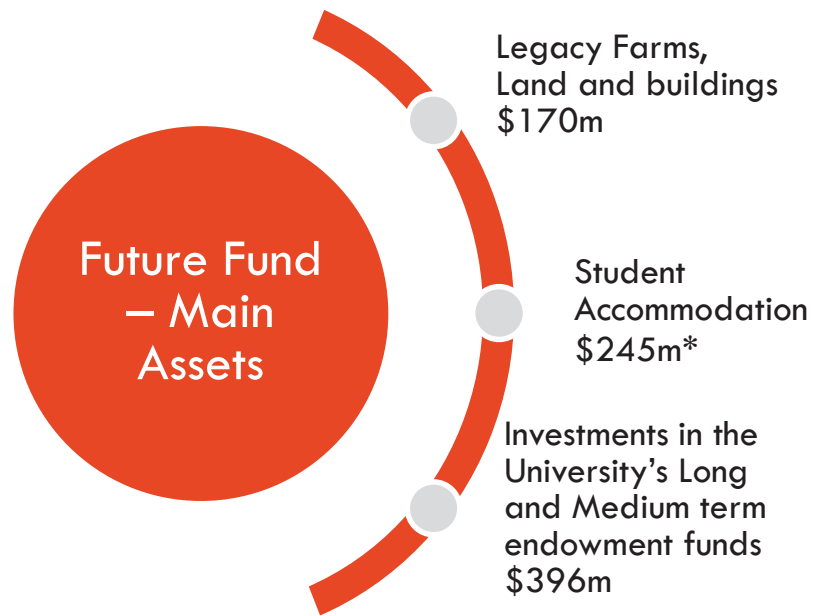 Future Fund
– Main
Assets
Legacy Farms,
Land and buildings
$170m
Student
Accommodation
$245m*
Investments in the
University’s Long
and Medium term
endowment funds
$396m